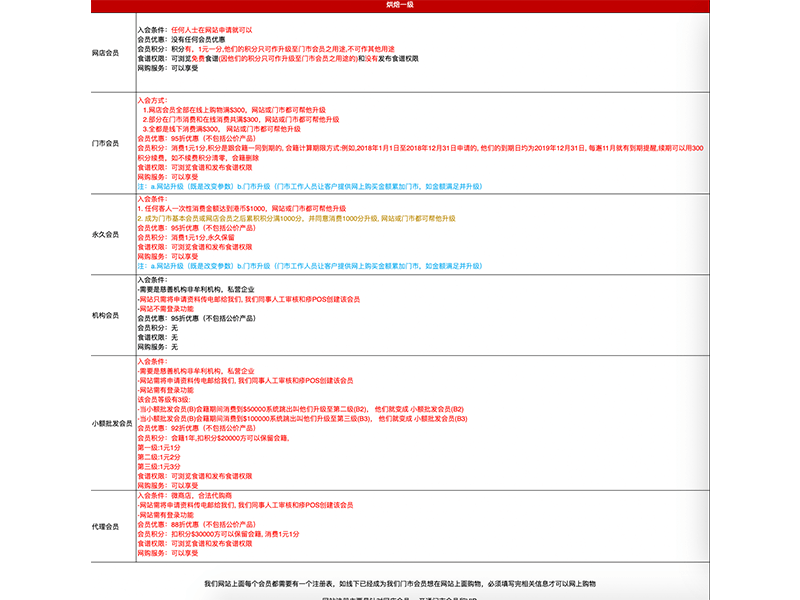 烘焙一级
网店会员
入会条件：任何人士在网站申请就可以
会员优惠：没有任何会员优惠
会员积分：积分有，1元一分,他们的积分只可作升级至门市会员之用途,不可作其他用途
食谱权限：可浏览免费食谱(因他们的积分只可作升级至门市会员之用途的)和没有发布食谱权限
网购服务：可以享受
门市会员
入会方式：
1.网店会员全部在线上购物满$300，网站或门市都可帮他升级
2.部分在门市消费和在线消费共满$300，网站或门市都可帮他升级
3.全都是线下消费满$300， 网站或门市都可帮他升级
会员优惠：95折优惠（不包括公价产品）
会员积分：消费1元1分,积分是跟会籍一同到期的, 会籍计算期限方式:例如,2018年1月1日至2018年12月31日申请的, 他们的到期日均为2019年12月31日, 每逢11月就有到期提醒,续期可以用300
积分续费。如不续费积分清零、会籍删除
食谱权限：可浏览食谱和发布食谱权限
网购服务：可以享受
注：a.网站升级（既是改变参数）b.门市升级（门市工作人员让客户提供网上购买金额累加门市，如金额满足并升级）
永久会员
入会条件：
1. 任何客人一次性消费金额达到港币$1000，网站或门市都可帮他升级
2. 成为门市基本会员或网店会员之后累积积分满1000分，并同意消费1000分升级, 网站或门市都可帮他升级
会员优惠：95折优惠（不包括公价产品）
会员积分：消费1元1分,永久保留
食谱权限：可浏览食谱和发布食谱权限
网购服务：可以享受
注：a.网站升级（既是改变参数）b.门市升级（门市工作人员让客户提供网上购买金额累加门市，如金额满足并升级）
机构会员
入会条件：
-需要是慈善机构非牟利机构，私营企业
-网站只需将申请资料传电邮给我们, 我们同事人工审核和移POS创建该会员
-网站不需登录功能
会员优惠：95折优惠（不包括公价产品）
会员积分：无
食谱权限：无
网购服务：无
小额批发会员
入会条件：
-需要是慈善机构非牟利机构，私营企业
-网站需将申请资料传电邮给我们, 我们同事人工审核和移POS创建该会员
-网站需有登录功能
该会员等级有3级:
-当小额批发会员(B)会籍期间消费到$50000系统跳出叫他们升级至第二级(B2)， 他们就变成 小额批发会员(B2)
-当小额批发会员(B)会籍期间消费到$100000系统跳出叫他们升级至第三级(B3)， 他们就变成 小额批发会员(B3)
会员优惠：92折优惠（不包括公价产品）
会员积分：会籍1年,扣积分$20000方可以保留会籍,
第一级:1元1分
第二级:1元2分
第三级:1元3分
食谱权限：可浏览食谱和发布食谱权限
网购服务：可以享受
代理会员
入会条件：微商店，合法代购商
-网站需将申请资料传电邮给我们, 我们同事人工审核和移POS创建该会员
-网站需有登录功能
会员优惠：88折优惠（不包括公价产品）
会员积分：扣积分$30000方可以保留会籍, 消费1元1分
食谱权限：可浏览食谱和发布食谱权限
网购服务：可以享受
我们网站上面每个会员都需要有一个注册表，如线下已经成为我们门市会员想在网站上面购物，必须填写完相关信息才可以网上购物